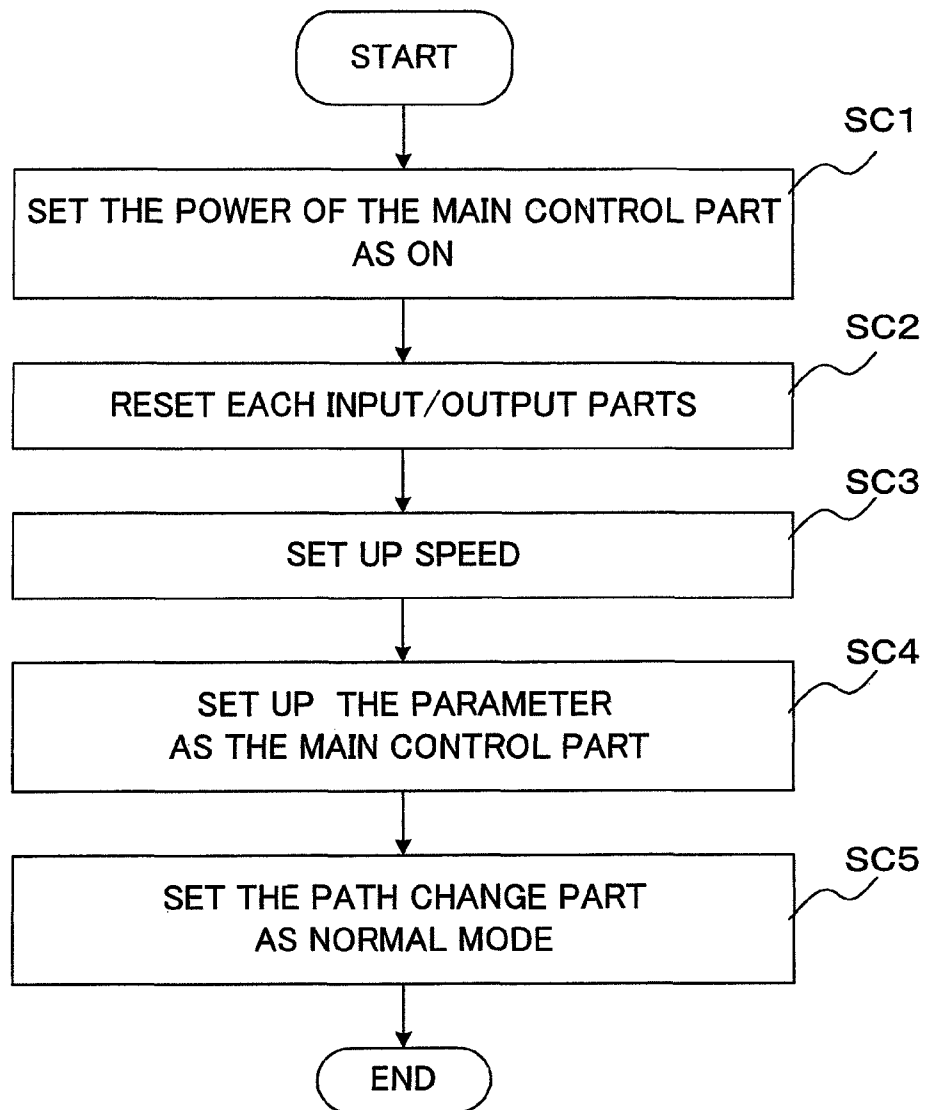 START
SC1
SET THE POWER OF THE MAIN CONTROL PART
AS ON
SC2
RESET EACH INPUT/OUTPUT PARTS
SC3
SET UP SPEED
SC4
SET UP THE PARAMETER
AS THE MAIN CONTROL PART
SC5
SET THE PATH CHANGE PART
AS NORMAL MODE
END